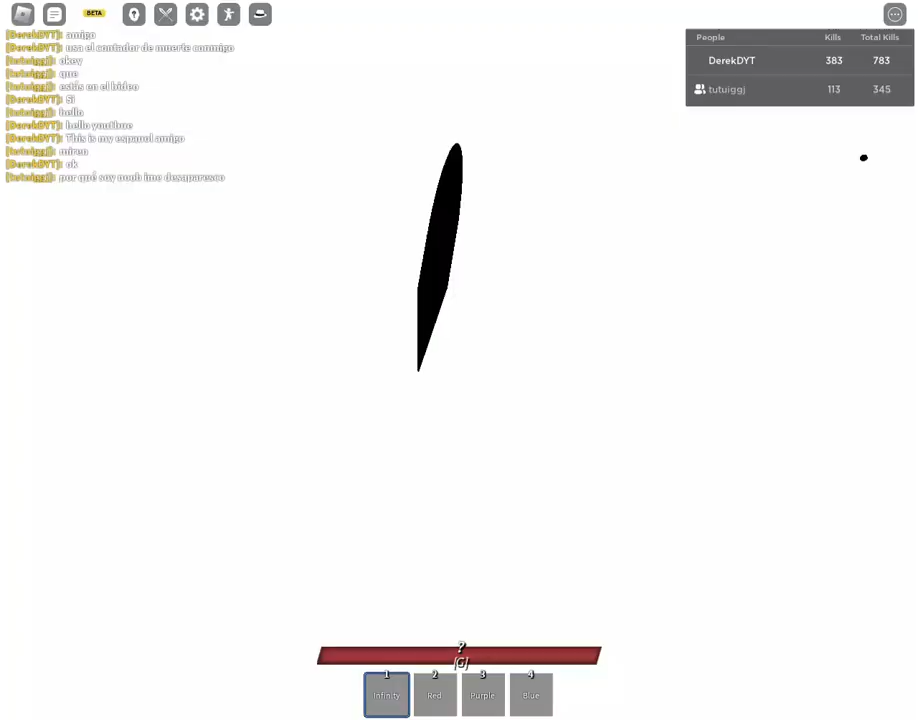 BETA
[DerekDYT]: amigo
[DerekDYT]: usa el contador de muerte conmigo
[tutuiggj]: okey
[tutuiggj]: que
[tutuiggj]: estás en el bideo
[DerekDYT]: Si
[tutuiggj]: hello
[DerekDYT]: hello youtbue
[DerekDYT]: This is my espanol amigo
[tutuiggj]: miren
[DerekDYT]: ok
[tutuiggj]: por qué soy noob ime desaparesco
People Kills Total Kills
DerekDYT 383 783
tutuiggj 113 345
?
[G]
1 2 3 4
Infinity Red Purple Blue